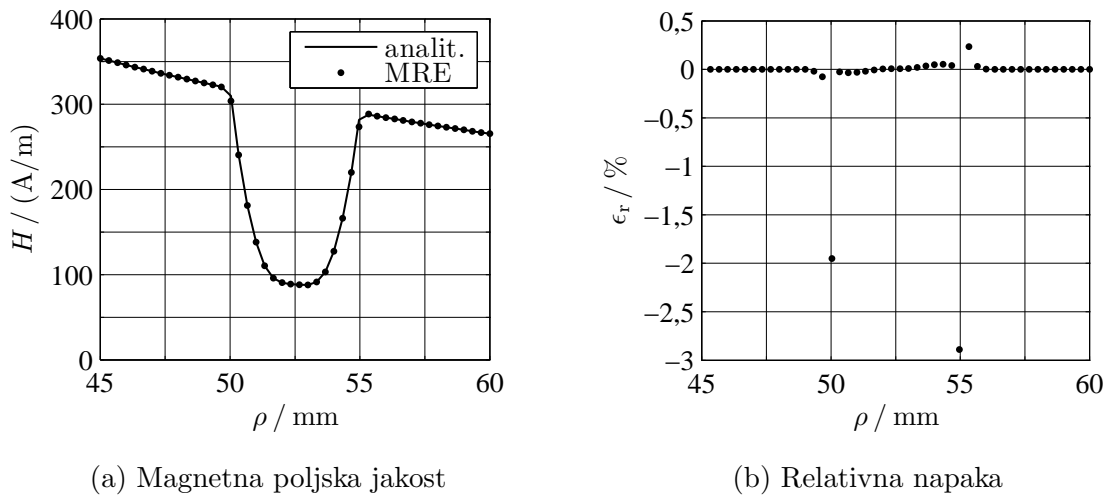 400
300
200
100
0
H / (A/m)
45
50
55
60
ρ / mm
analit.
MRE
(a) Magnetna poljska jakost
0,5
0
−0,5
−1
−1,5
−2
−2,5
−3
ϵr / %
45
50
55
60
ρ / mm
(b) Relativna napaka